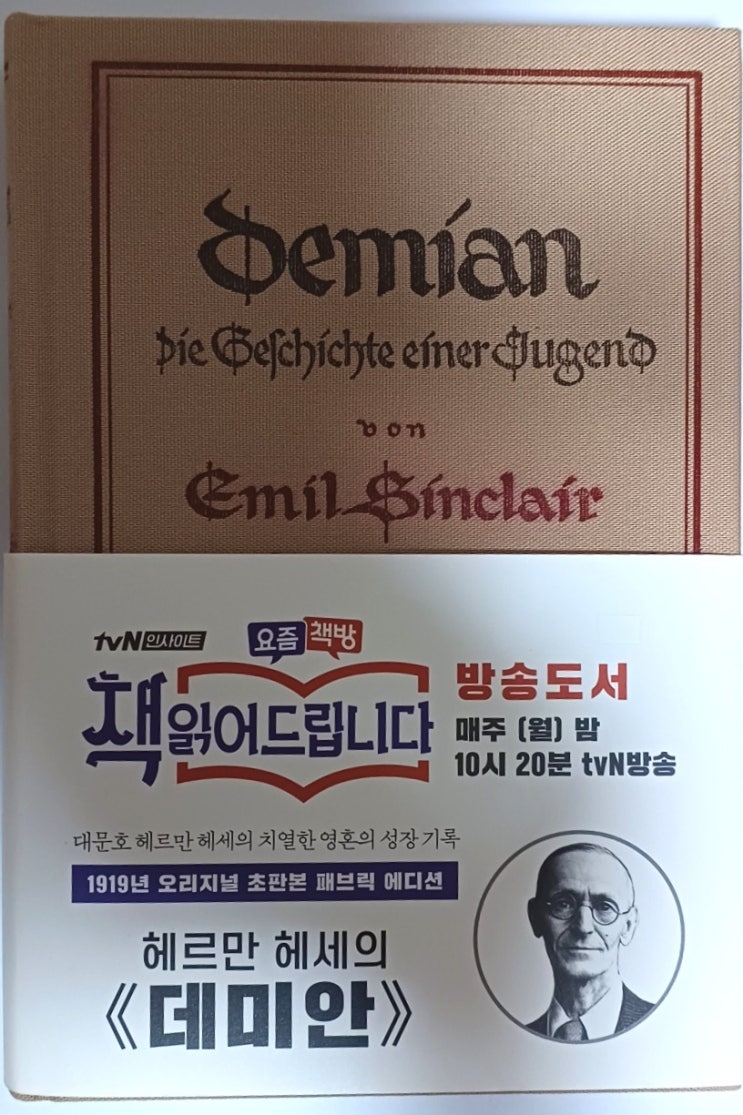 Demian
Die Geschichte einer Jugend
von
Emil Sinclair
tvN 인사이트
요즘책방
책 읽어드립니다
방송도서
매주 (월) 밤
10시 20분 tvN방송
대문호 헤르만 헤세의 치열한 영혼의 성장 기록
1919년 오리지널 초판본 패브릭 에디션
헤르만 헤세의
《데미안》